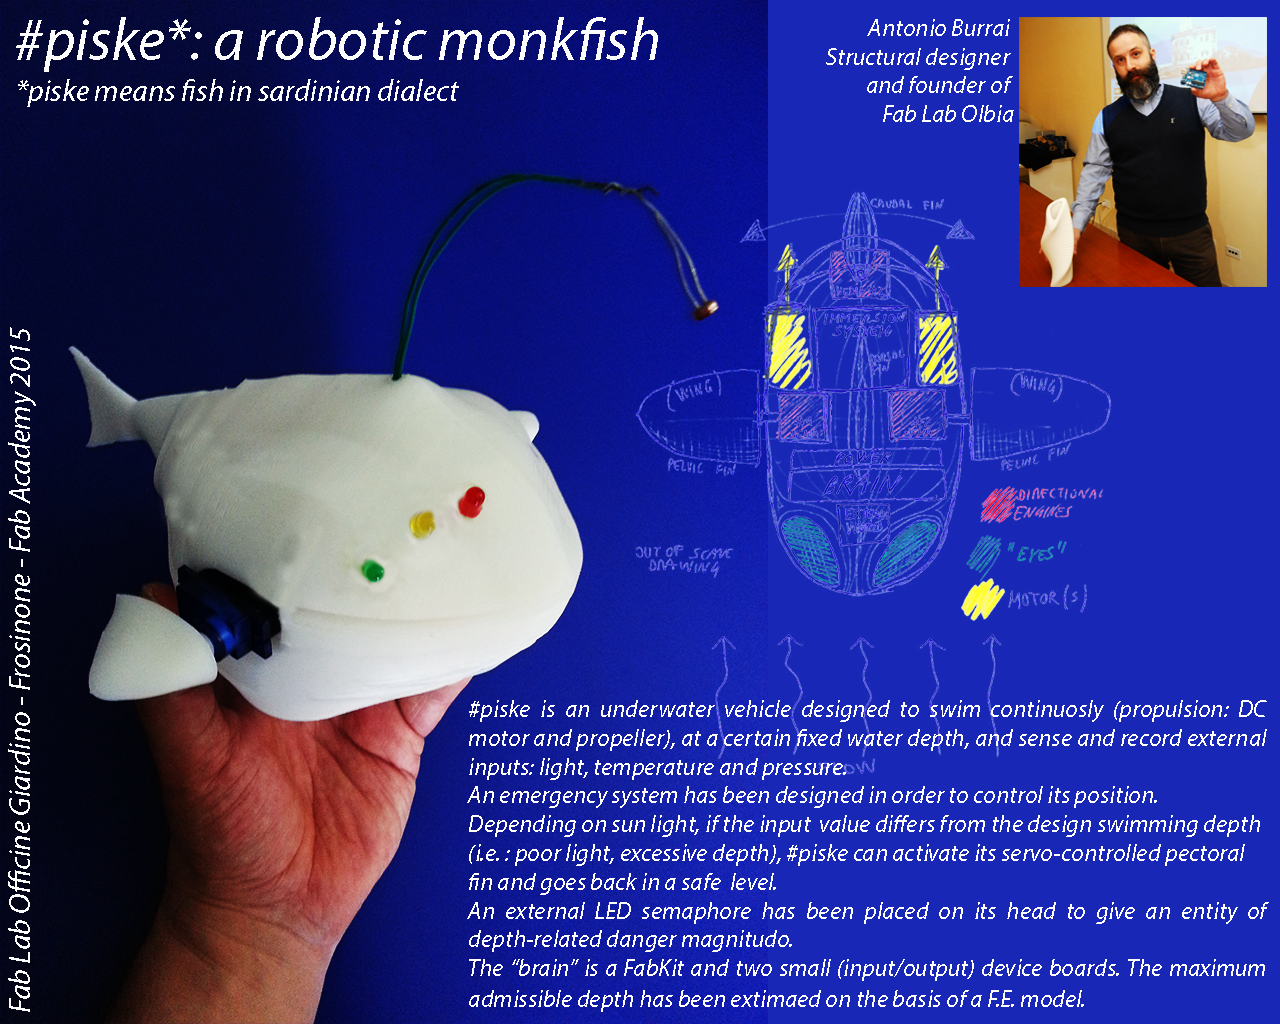 #piske*: a robotic monkfish
*piske means fish in sardinian dialect
Antonio Burrai
Structural designer
and founder of
Fab Lab Olbia
Fab Lab Officine Giardino - Frosinone - Fab Academy 2015
CAUDAL FIN
IMMERSION
SYSTEM
DORSAL
FIN
(WING)
(WING)
PELVIC FIN
PELVIC FIN
POWER
BRAIN
DIRECTIONAL
ENGINES
"EYES"
MOTOR(S)
OUT OF SCALE
DRAWING
FLOW
#piske is an underwater vehicle designed to swim continuosly (propulsion: DC
motor and propeller), at a certain fixed water depth, and sense and record external
inputs: light, temperature and pressure.
An emergency system has been designed in order to control its position.
Depending on sun light, if the input value differs from the design swimming depth
(i.e. : poor light, excessive depth), #piske can activate its servo-controlled pectoral
fin and goes back in a safe level.
An external LED semaphore has been placed on its head to give an entity of
depth-related danger magnitudo.
The “brain” is a FabKit and two small (input/output) device boards. The maximum
admissible depth has been extimaed on the basis of a F.E. model.